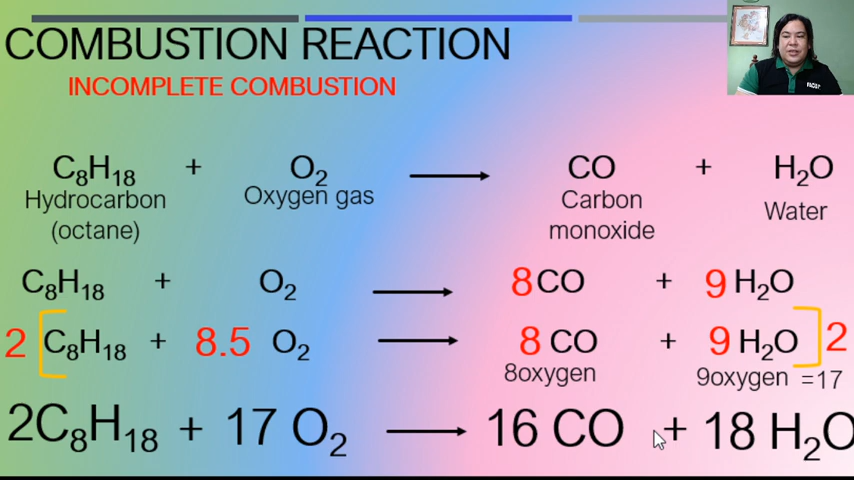 COMBUSTION REACTION
INCOMPLETE COMBUSTION
C₈H₁₈ + O₂ → CO + H₂O
Hydrocarbon (octane) Oxygen gas Carbon monoxide Water
C₈H₁₈ + O₂ → 8CO + 9H₂O
2[C₈H₁₈ + 8.5 O₂ → 8 CO + 9 H₂O]2
8oxygen 9oxygen =17
2C₈H₁₈ + 17 O₂ → 16 CO + 18 H₂O